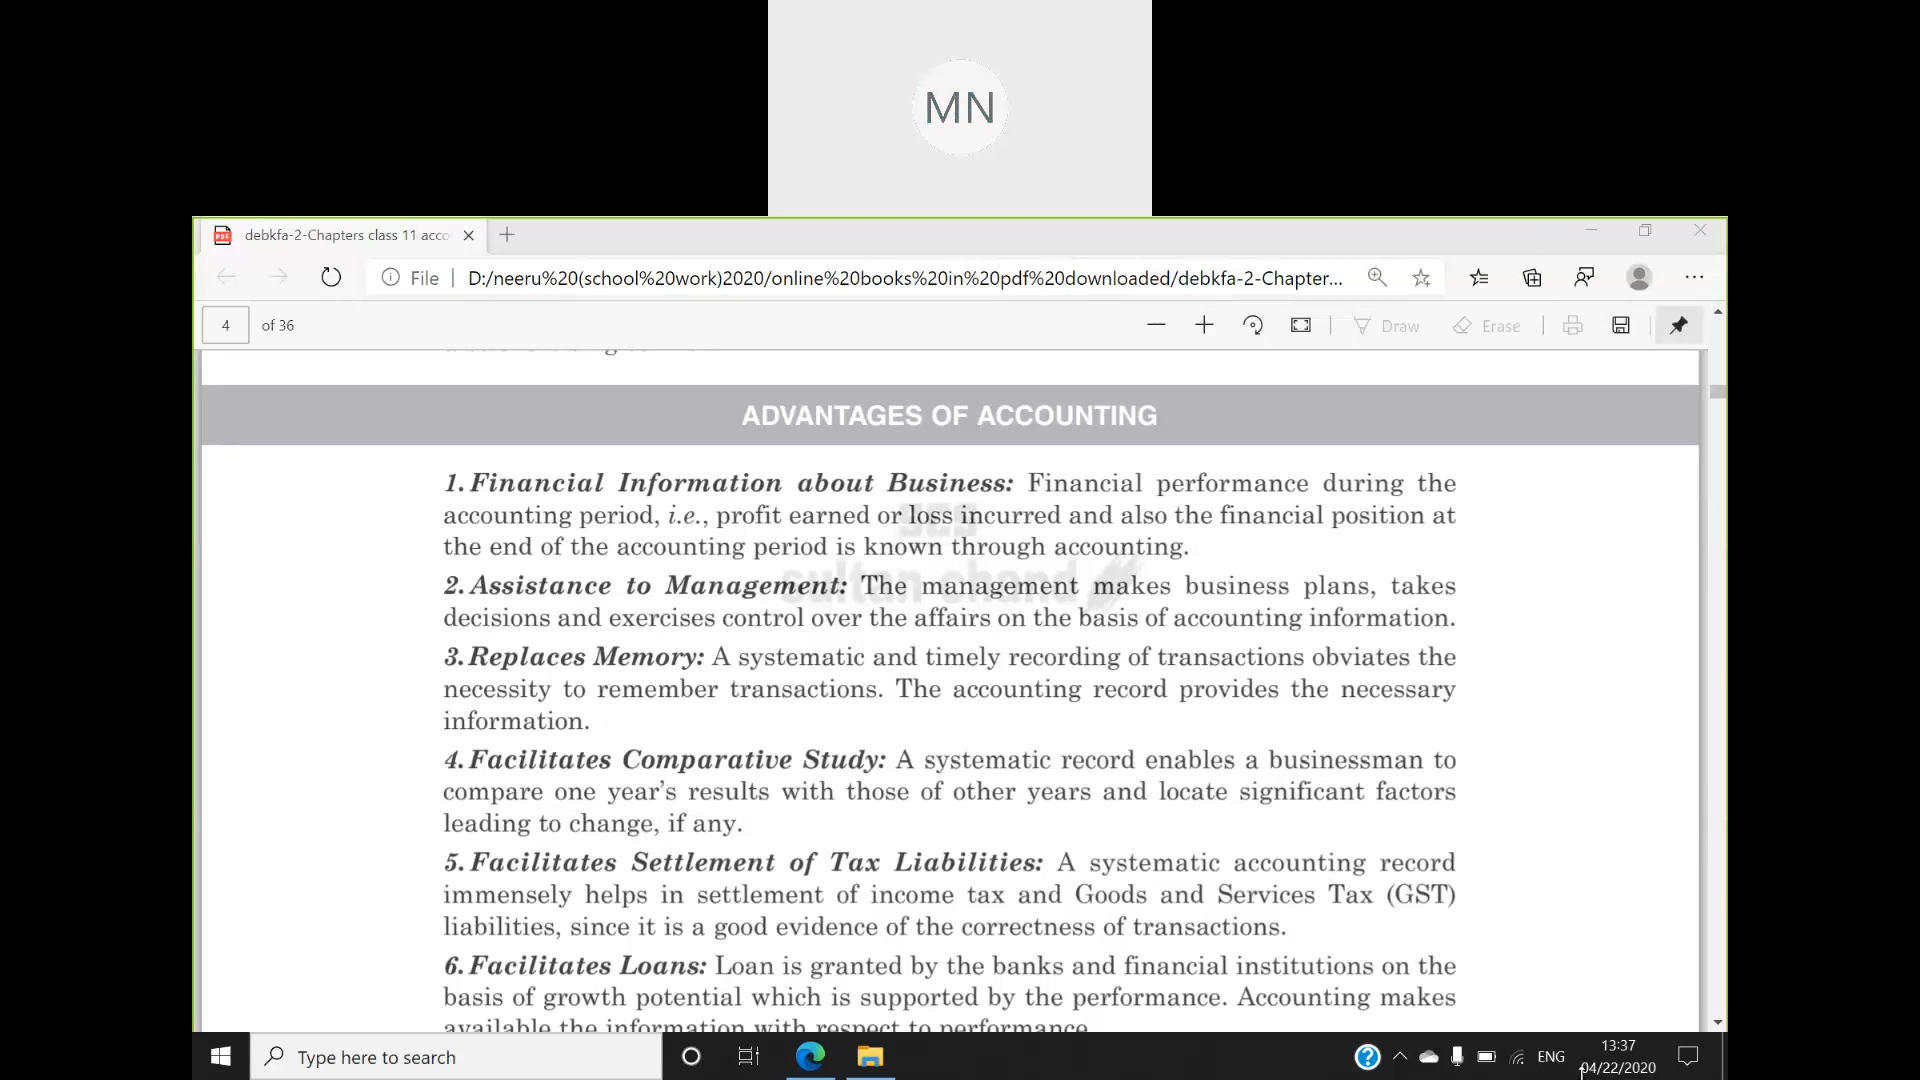 MN
debkfa-2-Chapters class 11 acco
File
D:/neeru%20(school%20work)2020/online%20books%20in%20pdf%20downloaded/debkfa-2-Chapter...
4 of 36
Draw
Erase
ADVANTAGES OF ACCOUNTING
1. Financial Information about Business: Financial performance during the
accounting period, i.e., profit earned or loss incurred and also the financial position at
the end of the accounting period is known through accounting.
2. Assistance to Management: The management makes business plans, takes
decisions and exercises control over the affairs on the basis of accounting information.
3. Replaces Memory: A systematic and timely recording of transactions obviates the
necessity to remember transactions. The accounting record provides the necessary
information.
4. Facilitates Comparative Study: A systematic record enables a businessman to
compare one year’s results with those of other years and locate significant factors
leading to change, if any.
5. Facilitates Settlement of Tax Liabilities: A systematic accounting record
immensely helps in settlement of income tax and Goods and Services Tax (GST)
liabilities, since it is a good evidence of the correctness of transactions.
6. Facilitates Loans: Loan is granted by the banks and financial institutions on the
basis of growth potential which is supported by the performance. Accounting makes
available the information with respect to performance.
sultan chand
Type here to search
ENG
13:37
04/22/2020